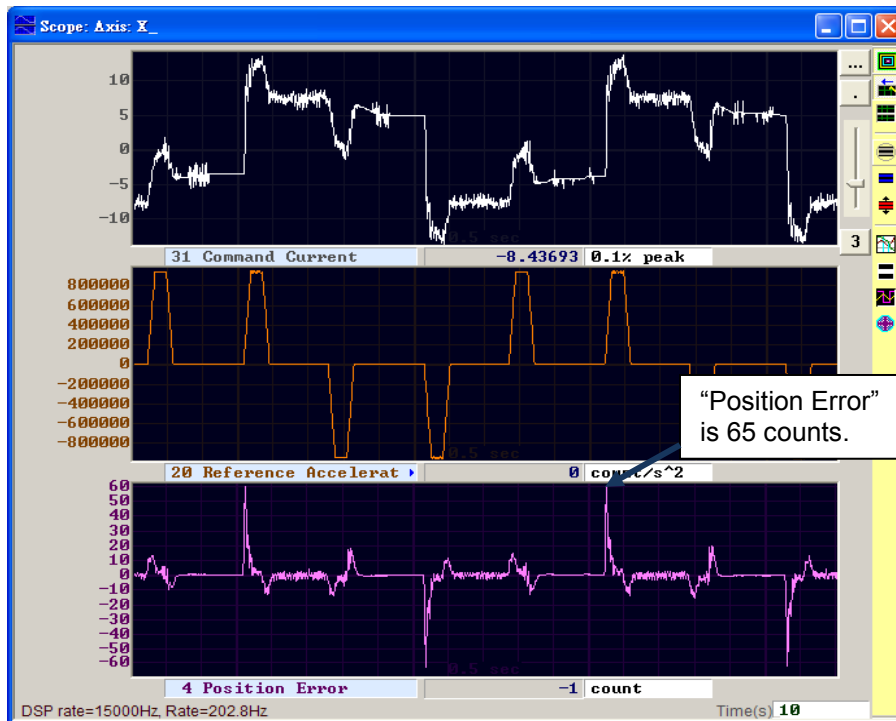 Scope: Axis: X_
...
.
3
10
5
0
-5
-10
0.5 sec
31 Command Current
-8.43693
0.1% peak
800000
600000
400000
200000
0
-200000
-400000
-600000
-800000
0.5 sec
“Position Error”
is 65 counts.
20 Reference Accelerat
0
count/s^2
60
50
40
30
20
10
0
-10
-20
-30
-40
-50
-60
0.5 sec
4 Position Error
-1
count
DSP rate=15000Hz, Rate=202.8Hz
Time(s) 10